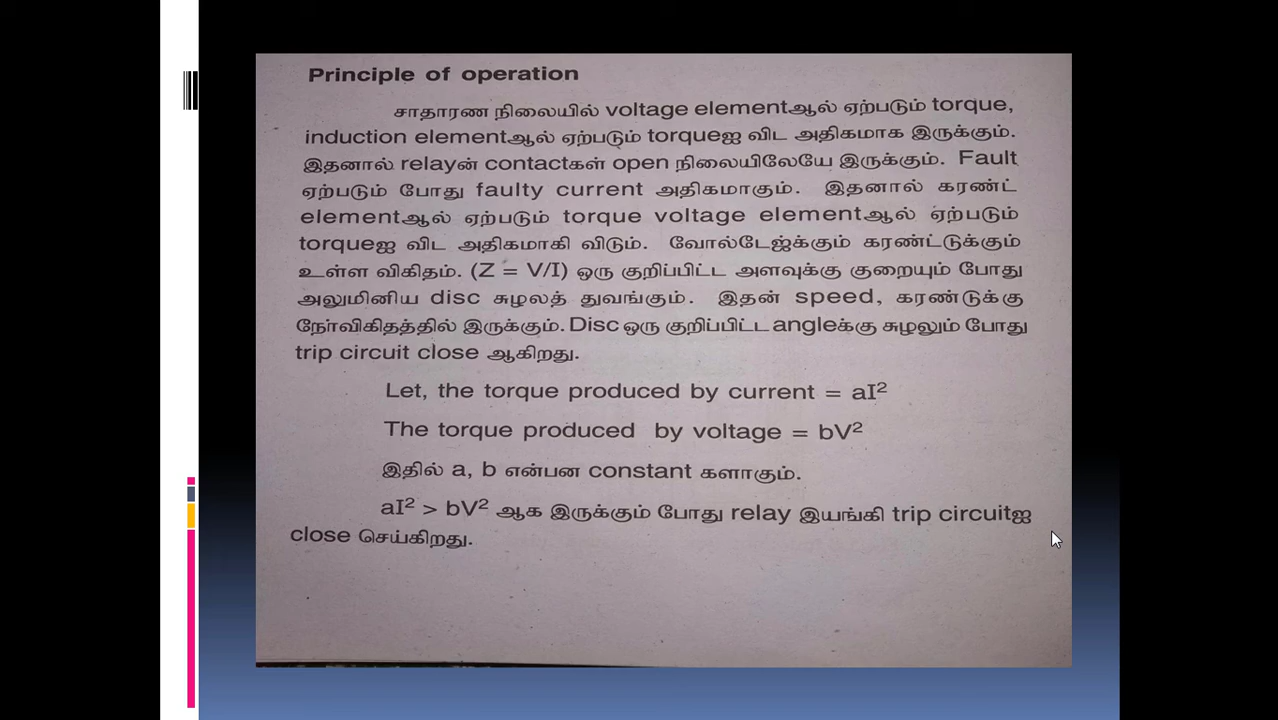 Principle of operation
சாதாரண நிலையில் voltage elementஆல் ஏற்படும் torque,
induction elementஆல் ஏற்படும் torqueஐ விட அதிகமாக இருக்கும்.
இதனால் relayன் contactகள் open நிலையிலேயே இருக்கும். Fault
ஏற்படும் போது faulty current அதிகமாகும். இதனால் கரண்ட்
elementஆல் ஏற்படும் torque voltage elementஆல் ஏற்படும்
torqueஐ விட அதிகமாகி விடும். வோல்டேஜ்க்கும் கரண்ட்டுக்கும்
உள்ள விகிதம். (Z = V/I) ஒரு குறிப்பிட்ட அளவுக்கு குறையும் போது
அலுமினிய disc சுழலத் துவங்கும். இதன் speed, கரண்டுக்கு
நேர்விகிதத்தில் இருக்கும். Disc ஒரு குறிப்பிட்ட angleக்கு சுழலும் போது
trip circuit close ஆகிறது.
Let, the torque produced by current = aI²
The torque produced by voltage = bV²
இதில் a, b என்பன constant களாகும்.
aI² > bV² ஆக இருக்கும் போது relay இயங்கி trip circuitஐ
close செய்கிறது.